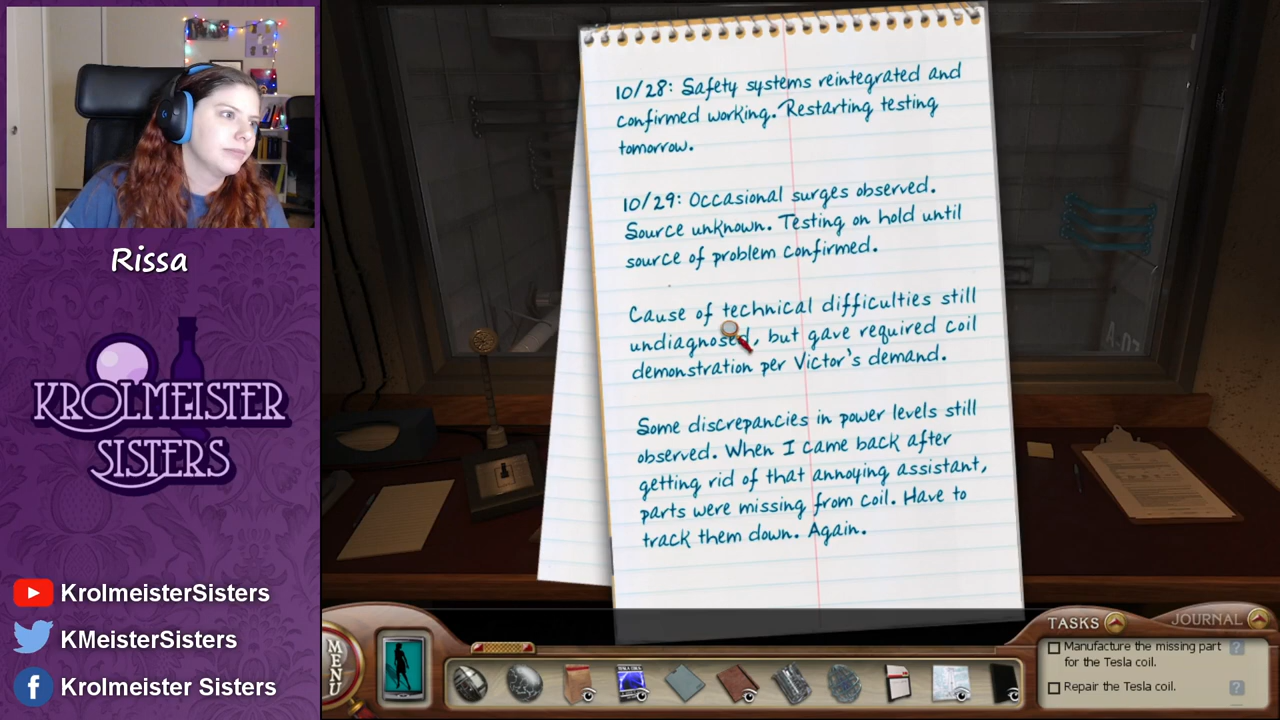 10/28: Safety systems reintegrated and
confirmed working. Restarting testing
tomorrow.
10/29: Occasional surges observed.
Source unknown. Testing on hold until
source of problem confirmed.
Cause of technical difficulties still
undiagnosed, but gave required coil
demonstration per Victor's demand.
Some discrepancies in power levels still
observed. When I came back after
getting rid of that annoying assistant,
parts were missing from coil. Have to
track them down. Again.
Rissa
KROLMEISTER
SISTERS
KrolmeisterSisters
KMeisterSisters
Krolmeister Sisters
MENU
TASKS
JOURNAL
Manufacture the missing part
for the Tesla coil.
Repair the Tesla coil.
TESLA COIL